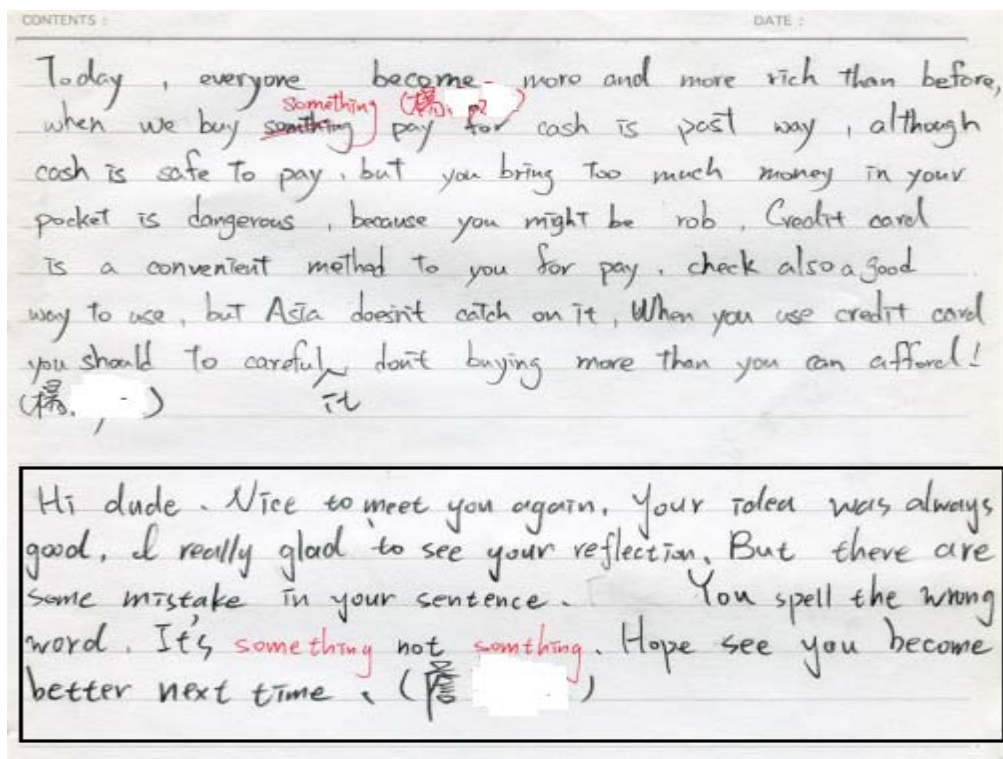 CONTENTS :
DATE :
Today , everyone become more and more rich than before,
something (楊
when we buy somthing pay for cash is past way , although
cash is safe to pay , but you bring too much money in your
pocket is dangerous , because you might be rob . Credit card
is a convenient method to you for pay . check also a good
way to use , but Asia doesn't catch on it , When you use credit card
you should to careful don't buying more than you can afford !
(楊. ) it
Hi dude . Nice to meet you again . Your idea was always
good . I really glad to see your reflection . But there are
some mistake in your sentence . You spell the wrong
word . It's something not somthing . Hope see you become
better next time . ( )